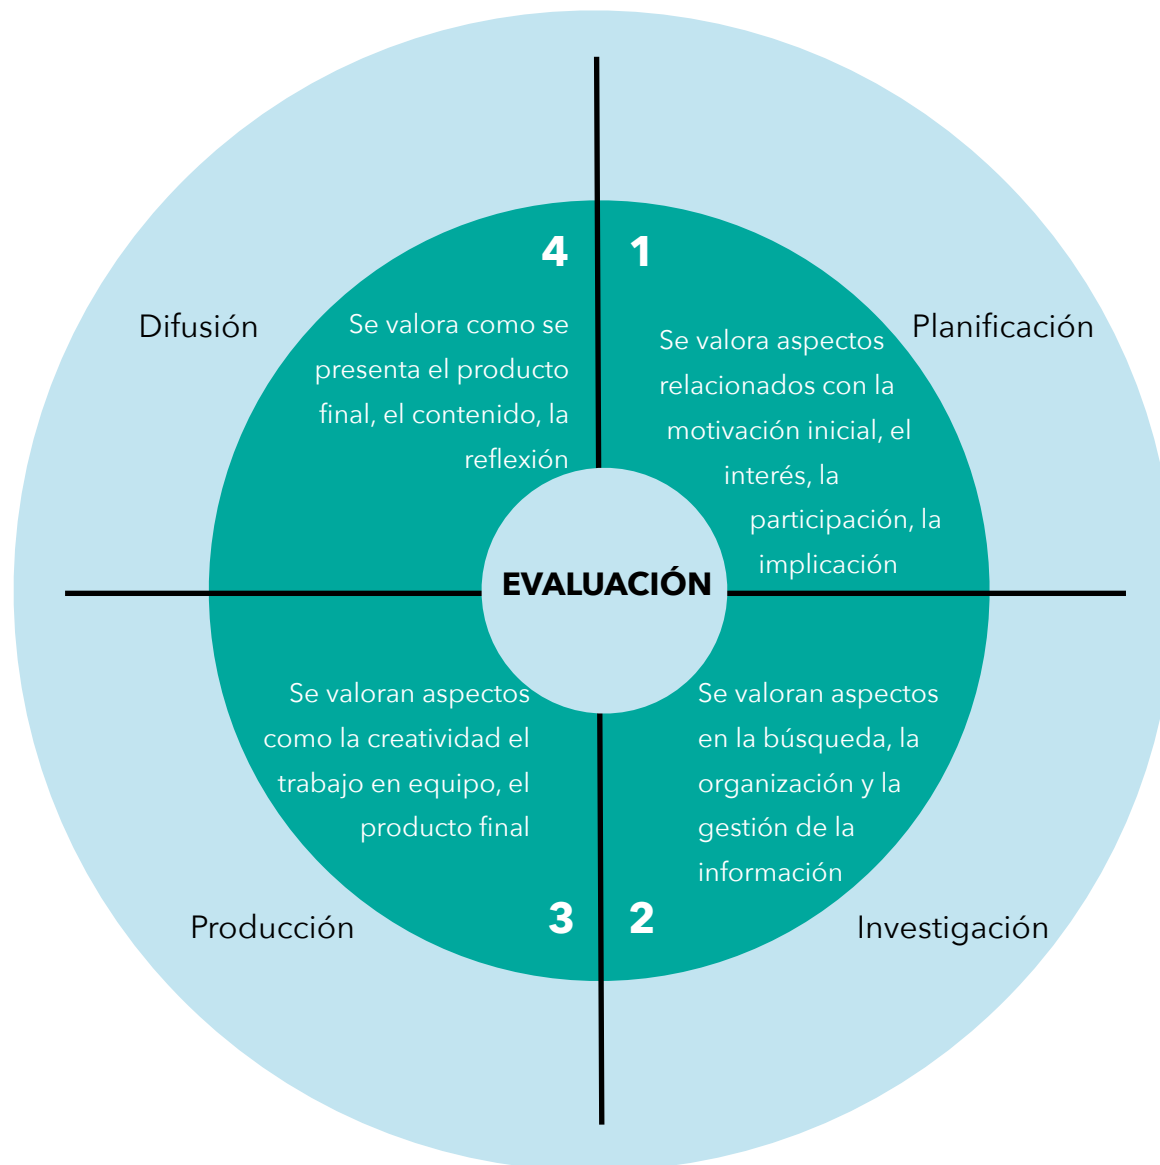 EVALUACIÓN
Planificación
1
Se valora aspectos
relacionados con la
motivación inicial, el
interés, la
participación, la
implicación
Investigación
2
Se valoran aspectos
en la búsqueda, la
organización y la
gestión de la
información
Producción
3
Se valoran aspectos
como la creatividad el
trabajo en equipo, el
producto final
Difusión
4
Se valora como se
presenta el producto
final, el contenido, la
reflexión